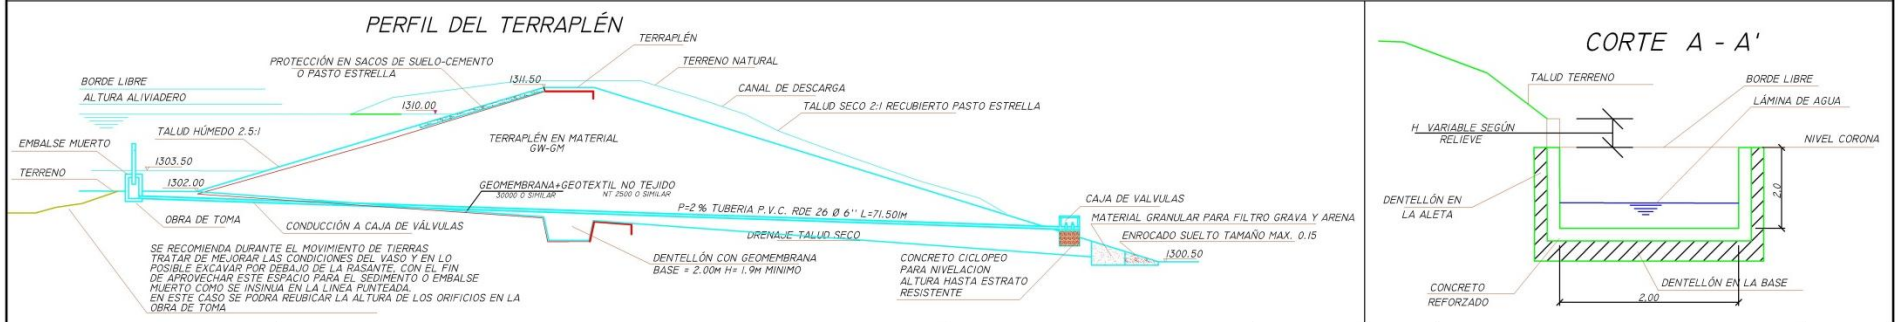 PERFIL DEL TERRAPLÉN
TERRAPLÉN
PROTECCIÓN EN SACOS DE SUELO-CEMENTO
O PASTO ESTRELLA
TERRENO NATURAL
BORDE LIBRE
1311.50
CANAL DE DESCARGA
ALTURA ALIVIADERO
1310.00
TALUD SECO 2:1 RECUBIERTO PASTO ESTRELLA
TALUD HÚMEDO 2.5:1
TERRAPLÉN EN MATERIAL
GW-GM
EMBALSE MUERTO
1303.50
TERRENO
1302.00
GEOMEMBRANA+GEOTEXTIL NO TEJIDO
30000 O SIMILAR NT 2500 O SIMILAR
CAJA DE VALVULAS
P=2 % TUBERIA P.V.C. RDE 26 Ø 6'' L=71.501M
OBRA DE TOMA
CONDUCCIÓN A CAJA DE VÁLVULAS
MATERIAL GRANULAR PARA FILTRO GRAVA Y ARENA
DRENAJE TALUD SECO
ENROCADO SUELTO TAMAÑO MAX. 0.15
1300.50
SE RECOMIENDA DURANTE EL MOVIMIENTO DE TIERRAS
TRATAR DE MEJORAR LAS CONDICIONES DEL VASO Y EN LO
POSIBLE EXCAVAR POR DEBAJO DE LA RASANTE, CON EL FIN
DE APROVECHAR ESTE ESPACIO PARA EL SEDIMENTO O EMBALSE
MUERTO COMO SE INSINUA EN LA LINEA PUNTEADA.
EN ESTE CASO SE PODRA REUBICAR LA ALTURA DE LOS ORIFICIOS EN LA
OBRA DE TOMA
DENTELLÓN CON GEOMEMBRANA
BASE = 2.00M H= 1.9M MINIMO
CONCRETO CICLOPEO
PARA NIVELACION
ALTURA HASTA ESTRATO
RESISTENTE
CORTE A - A'
TALUD TERRENO
BORDE LIBRE
LÁMINA DE AGUA
H VARIABLE SEGÚN
RELIEVE
NIVEL CORONA
2.0
DENTELLÓN EN
LA ALETA
CONCRETO
REFORZADO
2.00
DENTELLÓN EN LA BASE